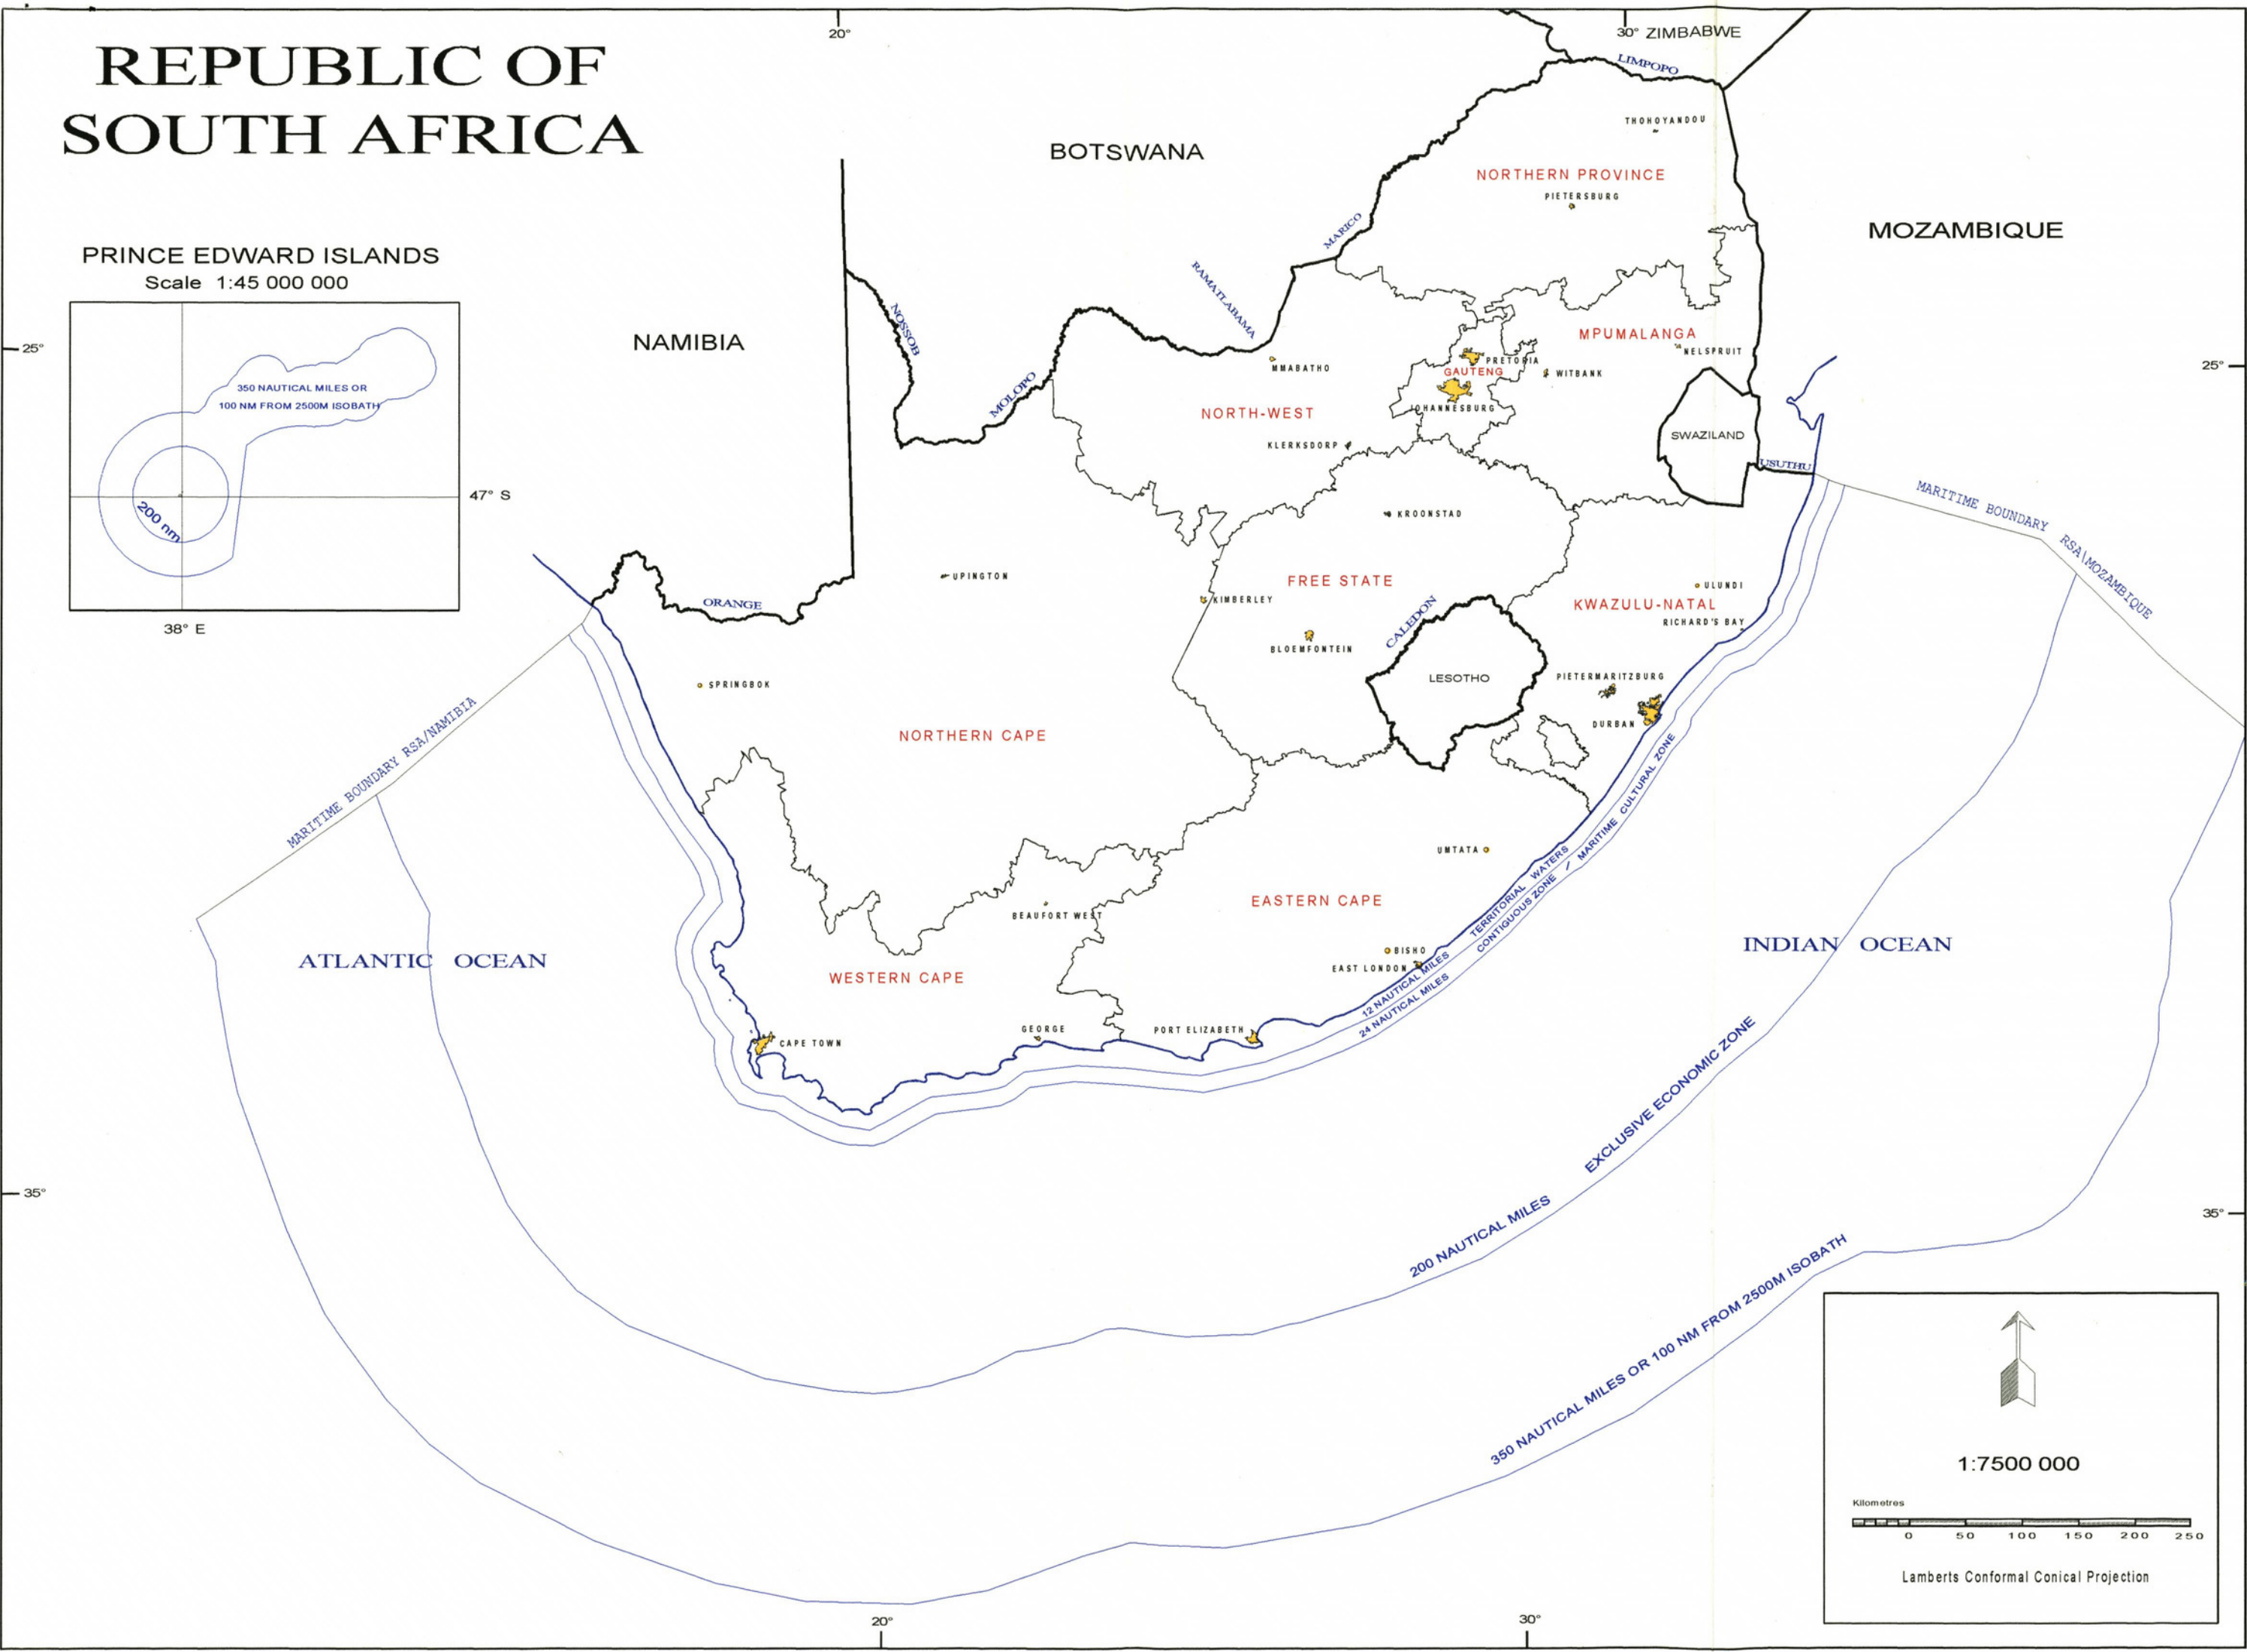 REPUBLIC OF
SOUTH AFRICA
20°
30° ZIMBABWE
LIMPOPO
THOHOYANDOU
BOTSWANA
NORTHERN PROVINCE
PIETERSBURG
MARICO
MOZAMBIQUE
PRINCE EDWARD ISLANDS
Scale 1:45 000 000
350 NAUTICAL MILES OR
100 NM FROM 2500M ISOBATH
200 nm
47° S
38° E
25°
25°
NAMIBIA
NOSSOB
RAMATLABAMA
MOLOPO
MMABATHO
MPUMALANGA
NELSPRUIT
PRETORIA
GAUTENG
WITBANK
JOHANNESBURG
NORTH-WEST
KLERKSDORP
SWAZILAND
USUTHU
MARITIME BOUNDARY RSA\MOZAMBIQUE
KROONSTAD
UPINGTON
FREE STATE
ULUNDI
ORANGE
KIMBERLEY
CALEDON
KWAZULU-NATAL
RICHARD'S BAY
BLOEMFONTEIN
SPRINGBOK
LESOTHO
PIETERMARITZBURG
DURBAN
NORTHERN CAPE
MARITIME BOUNDARY RSA/NAMIBIA
UMTATA
EASTERN CAPE
BEAUFORT WEST
BISHO
EAST LONDON
12 NAUTICAL MILES TERRITORIAL WATERS
24 NAUTICAL MILES CONTIGUOUS ZONE / MARITIME CULTURAL ZONE
ATLANTIC OCEAN
INDIAN OCEAN
WESTERN CAPE
GEORGE
PORT ELIZABETH
CAPE TOWN
200 NAUTICAL MILES EXCLUSIVE ECONOMIC ZONE
35°
35°
350 NAUTICAL MILES OR 100 NM FROM 2500M ISOBATH
1:7500 000
Kilometres
0 50 100 150 200 250
Lamberts Conformal Conical Projection
20°
30°